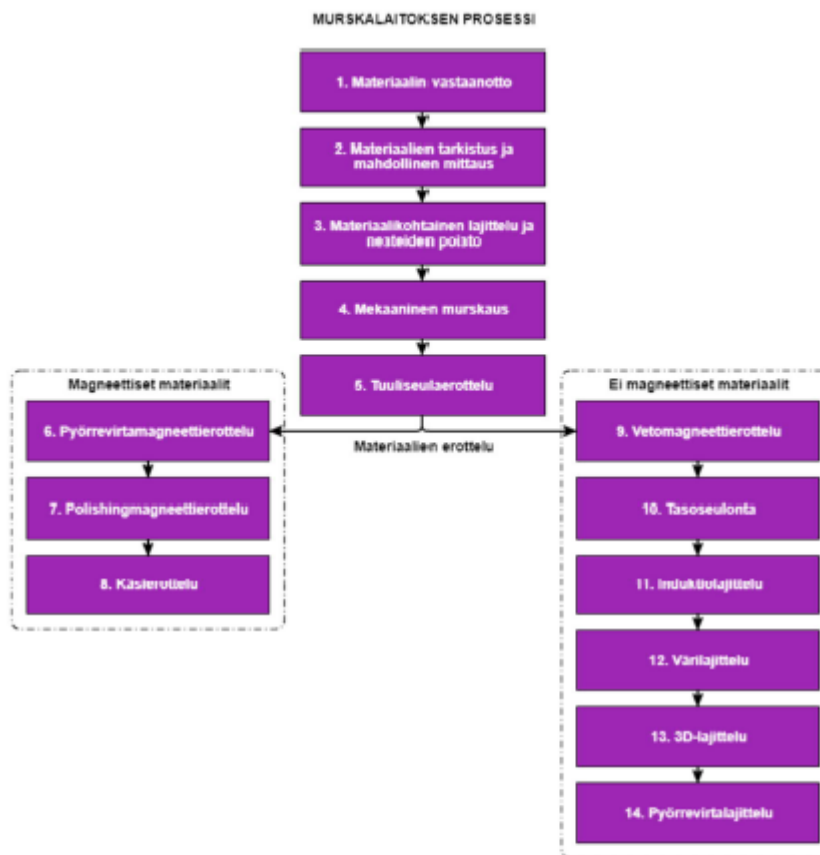 MURSKALAITOKSEN PROSESSI
1. Materiaalin vastaanotto
2. Materiaalien tarkistus ja
mahdollinen mittaus
3. Materiaalikohtainen lajittelu ja
nesteiden poisto
4. Mekaaninen murskaus
5. Tuuliseulaerottelu
Materiaalien erottelu
Magneettiset materiaalit
6. Pyörrevirtamagneettierottelu
7. Polishingmagneettierottelu
8. Käsierottelu
Ei magneettiset materiaalit
9. Vetomagneettierottelu
10. Tasoseulonta
11. Induktiolajittelu
12. Värilajittelu
13. 3D-lajittelu
14. Pyörrevirtalajittelu